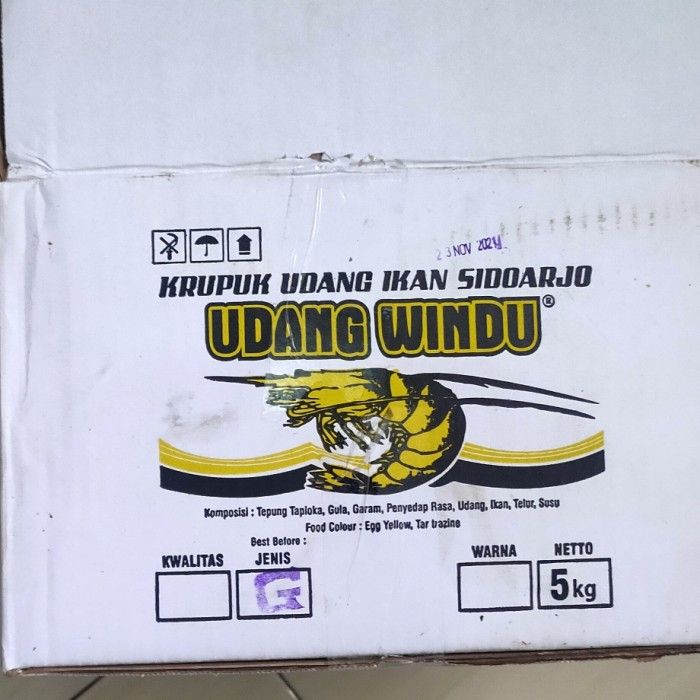 23 NOV 2024
KRUPUK UDANG IKAN SIDOARJO
UDANG WINDU®
Komposisi : Tepung Tapioka, Gula, Garam, Penyedap Rasa, Udang, Ikan, Telur, Susu
Food Colour : Egg Yellow, Tar trazine
Best Before :
KWALITAS JENIS WARNA NETTO
G 5kg